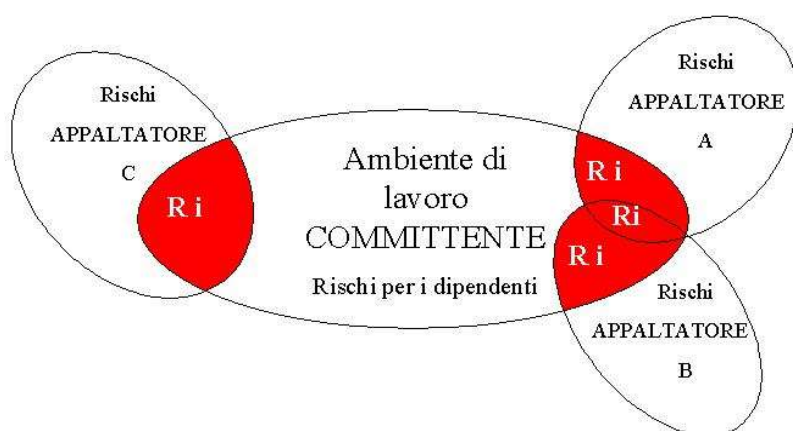 Rischi
APPALTATORE
C
R i
Ambiente di
lavoro
COMMITTENTE
Rischi per i dipendenti
Rischi
APPALTATORE
A
R i
Ri
R i
Rischi
APPALTATORE
B